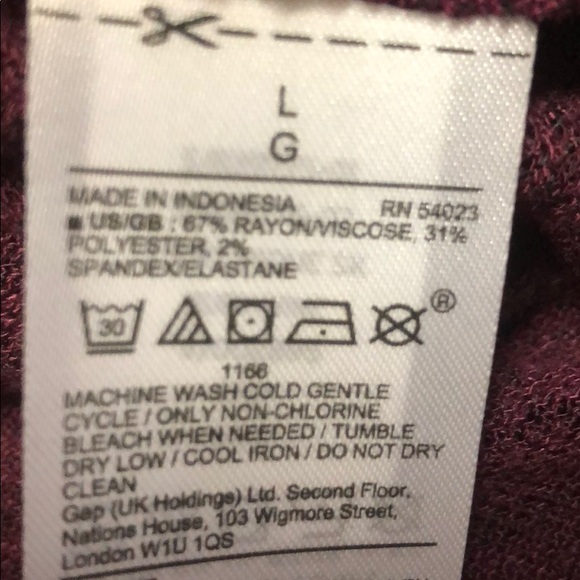 L
G
MADE IN INDONESIA RN 54023
■ US/GB : 67% RAYON/VISCOSE, 31%
POLYESTER, 2%
SPANDEX/ELASTANE
30 ®
1166
MACHINE WASH COLD GENTLE
CYCLE / ONLY NON-CHLORINE
BLEACH WHEN NEEDED / TUMBLE
DRY LOW / COOL IRON / DO NOT DRY
CLEAN
Gap (UK Holdings) Ltd. Second Floor,
Nations House, 103 Wigmore Street,
London W1U 1QS